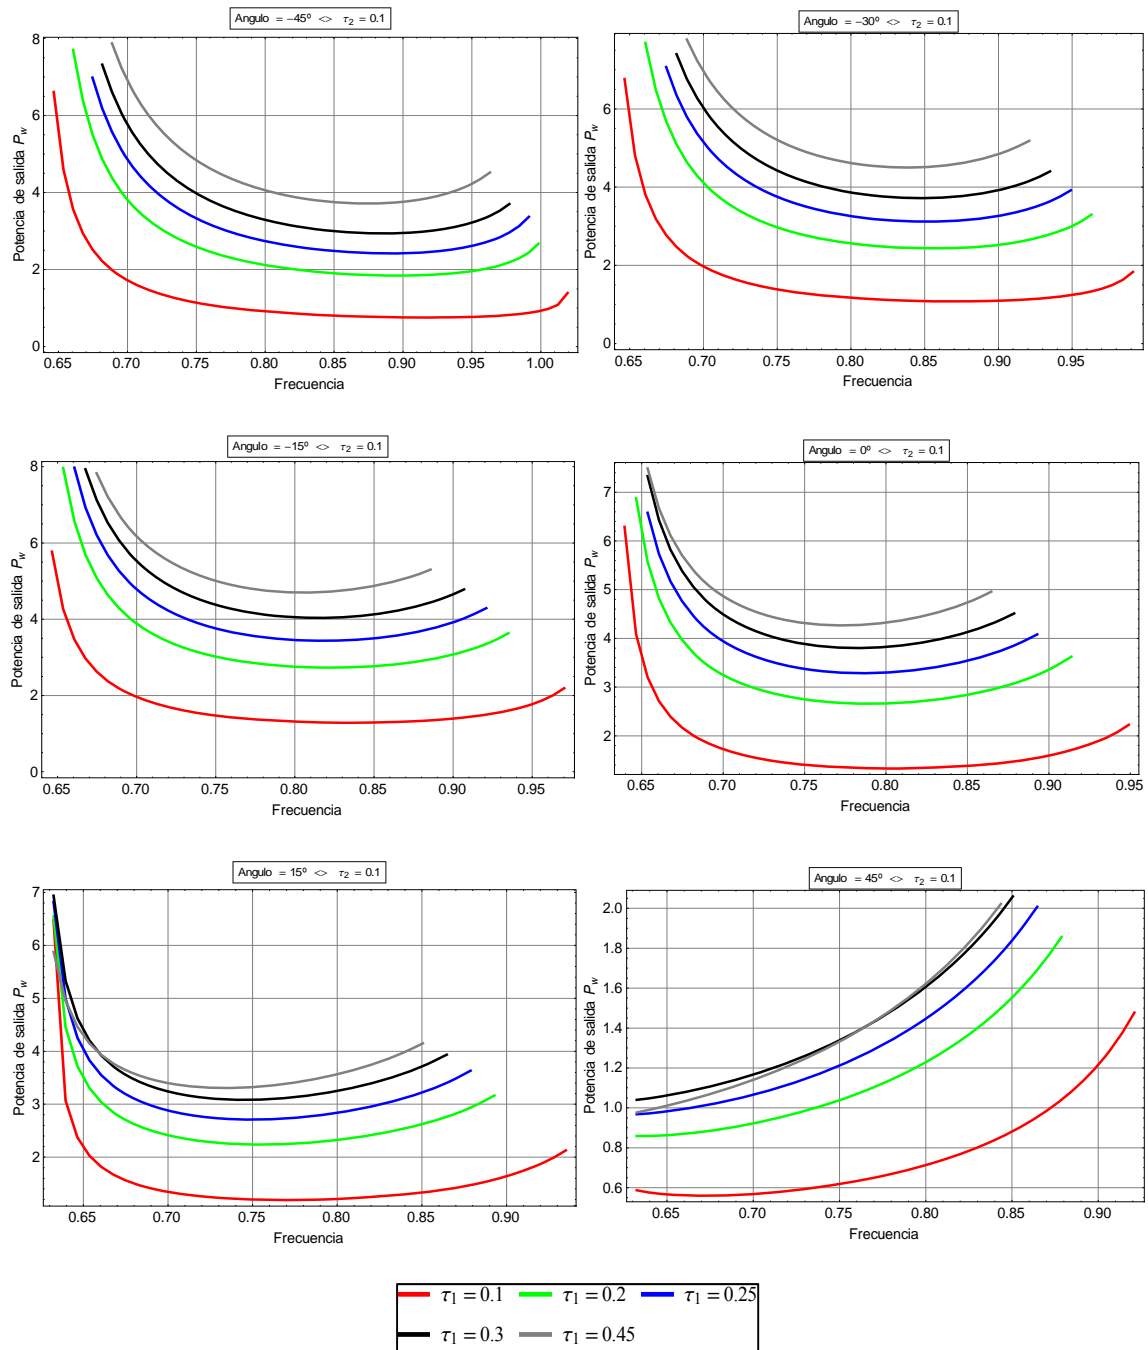 Angulo = −45º <> τ2 = 0.1
8
6
4
2
0
Potencia de salida Pw
0.65 0.70 0.75 0.80 0.85 0.90 0.95 1.00
Frecuencia
Angulo = −30º <> τ2 = 0.1
6
4
2
0
Potencia de salida Pw
0.65 0.70 0.75 0.80 0.85 0.90 0.95
Frecuencia
Angulo = −15º <> τ2 = 0.1
8
6
4
2
0
Potencia de salida Pw
0.65 0.70 0.75 0.80 0.85 0.90 0.95
Frecuencia
Angulo = 0º <> τ2 = 0.1
7
6
5
4
3
2
Potencia de salida Pw
0.65 0.70 0.75 0.80 0.85 0.90 0.95
Frecuencia
Angulo = 15º <> τ2 = 0.1
7
6
5
4
3
2
Potencia de salida Pw
0.65 0.70 0.75 0.80 0.85 0.90
Frecuencia
Angulo = 45º <> τ2 = 0.1
2.0
1.8
1.6
1.4
1.2
1.0
0.8
0.6
Potencia de salida Pw
0.65 0.70 0.75 0.80 0.85 0.90
Frecuencia
τ1 = 0.1 τ1 = 0.2 τ1 = 0.25
τ1 = 0.3 τ1 = 0.45